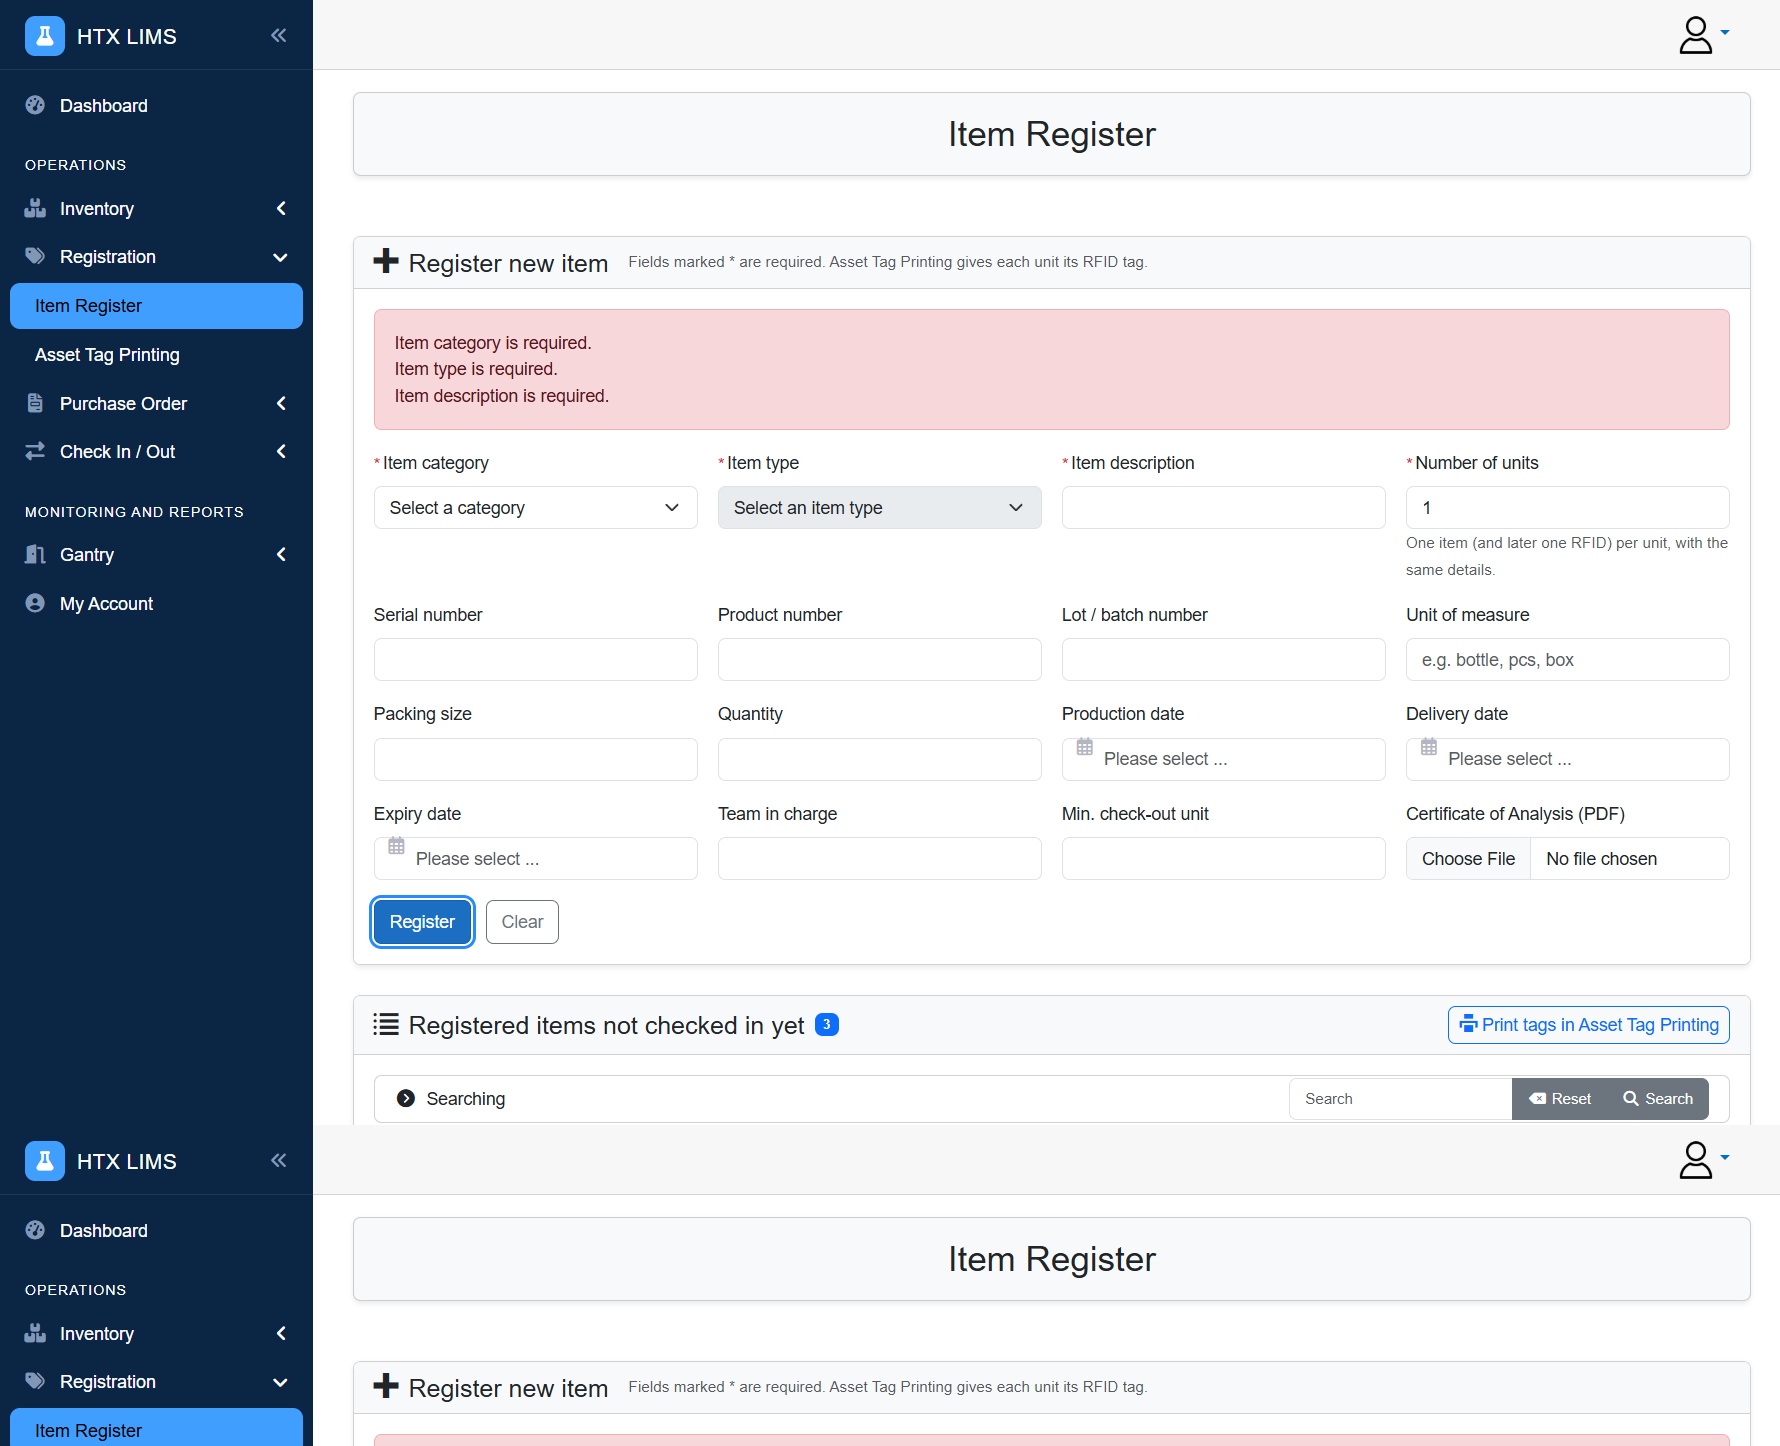 HTX LIMS
Dashboard
OPERATIONS
Inventory
Registration
Item Register
Asset Tag Printing
Purchase Order
Check In / Out
MONITORING AND REPORTS
Gantry
My Account
Item Register
Register new item Fields marked * are required. Asset Tag Printing gives each unit its RFID tag.
Item category is required.
Item type is required.
Item description is required.
*Item category *Item type *Item description *Number of units
Select a category Select an item type 1
One item (and later one RFID) per unit, with the
same details.
Serial number Product number Lot / batch number Unit of measure
e.g. bottle, pcs, box
Packing size Quantity Production date Delivery date
Please select ... Please select ...
Expiry date Team in charge Min. check-out unit Certificate of Analysis (PDF)
Please select ... Choose File No file chosen
Register Clear
Registered items not checked in yet 3 Print tags in Asset Tag Printing
Searching Search Reset Search
HTX LIMS
Dashboard
OPERATIONS
Inventory
Registration
Item Register
Item Register
Register new item Fields marked * are required. Asset Tag Printing gives each unit its RFID tag.